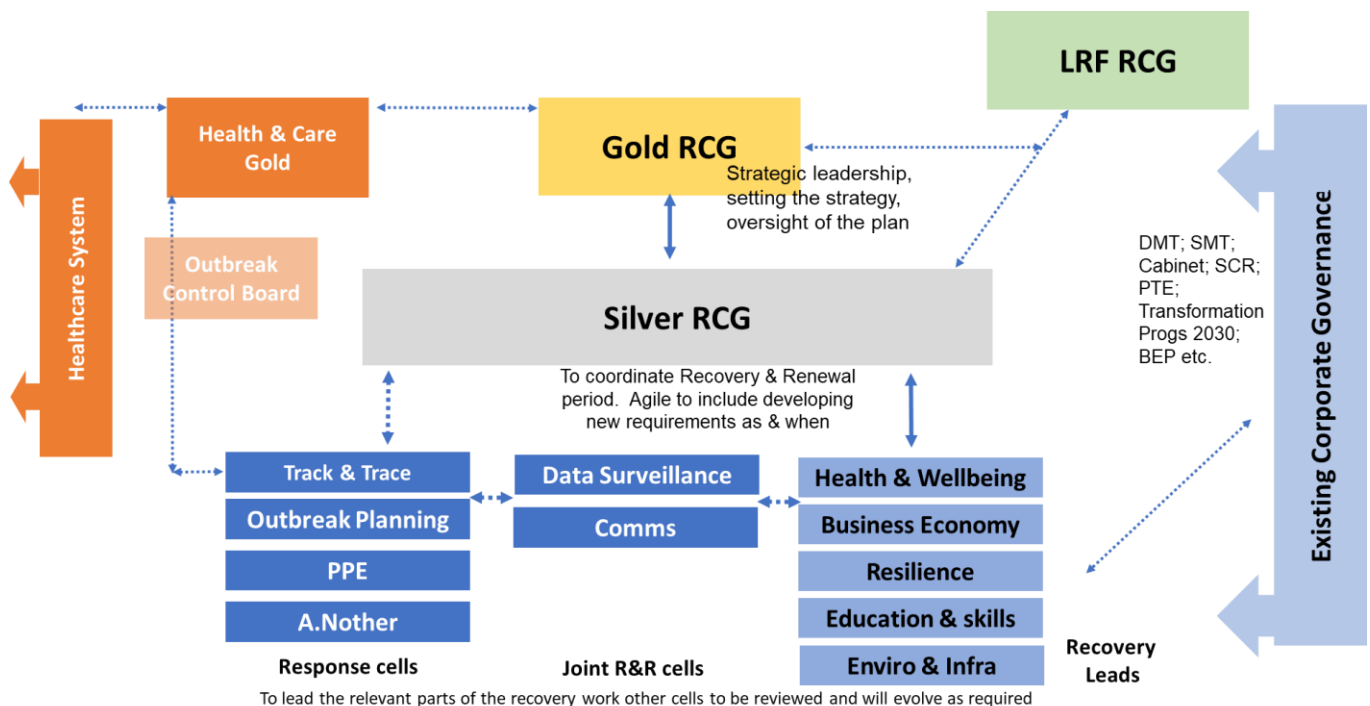 LRF RCG
Health & Care
Gold
Gold RCG
Strategic leadership,
setting the strategy,
oversight of the plan
Healthcare System
Outbreak
Control Board
DMT; SMT;
Cabinet; SCR;
PTE;
Transformation
Progs 2030;
BEP etc.
Existing Corporate Governance
Silver RCG
To coordinate Recovery & Renewal
period.  Agile to include developing
new requirements as & when
Track & Trace
Outbreak Planning
PPE
A.Nother
Data Surveillance
Comms
Health & Wellbeing
Business Economy
Resilience
Education & skills
Enviro & Infra
Response cells
Joint R&R cells
Recovery
Leads
To lead the relevant parts of the recovery work other cells to be reviewed and will evolve as required